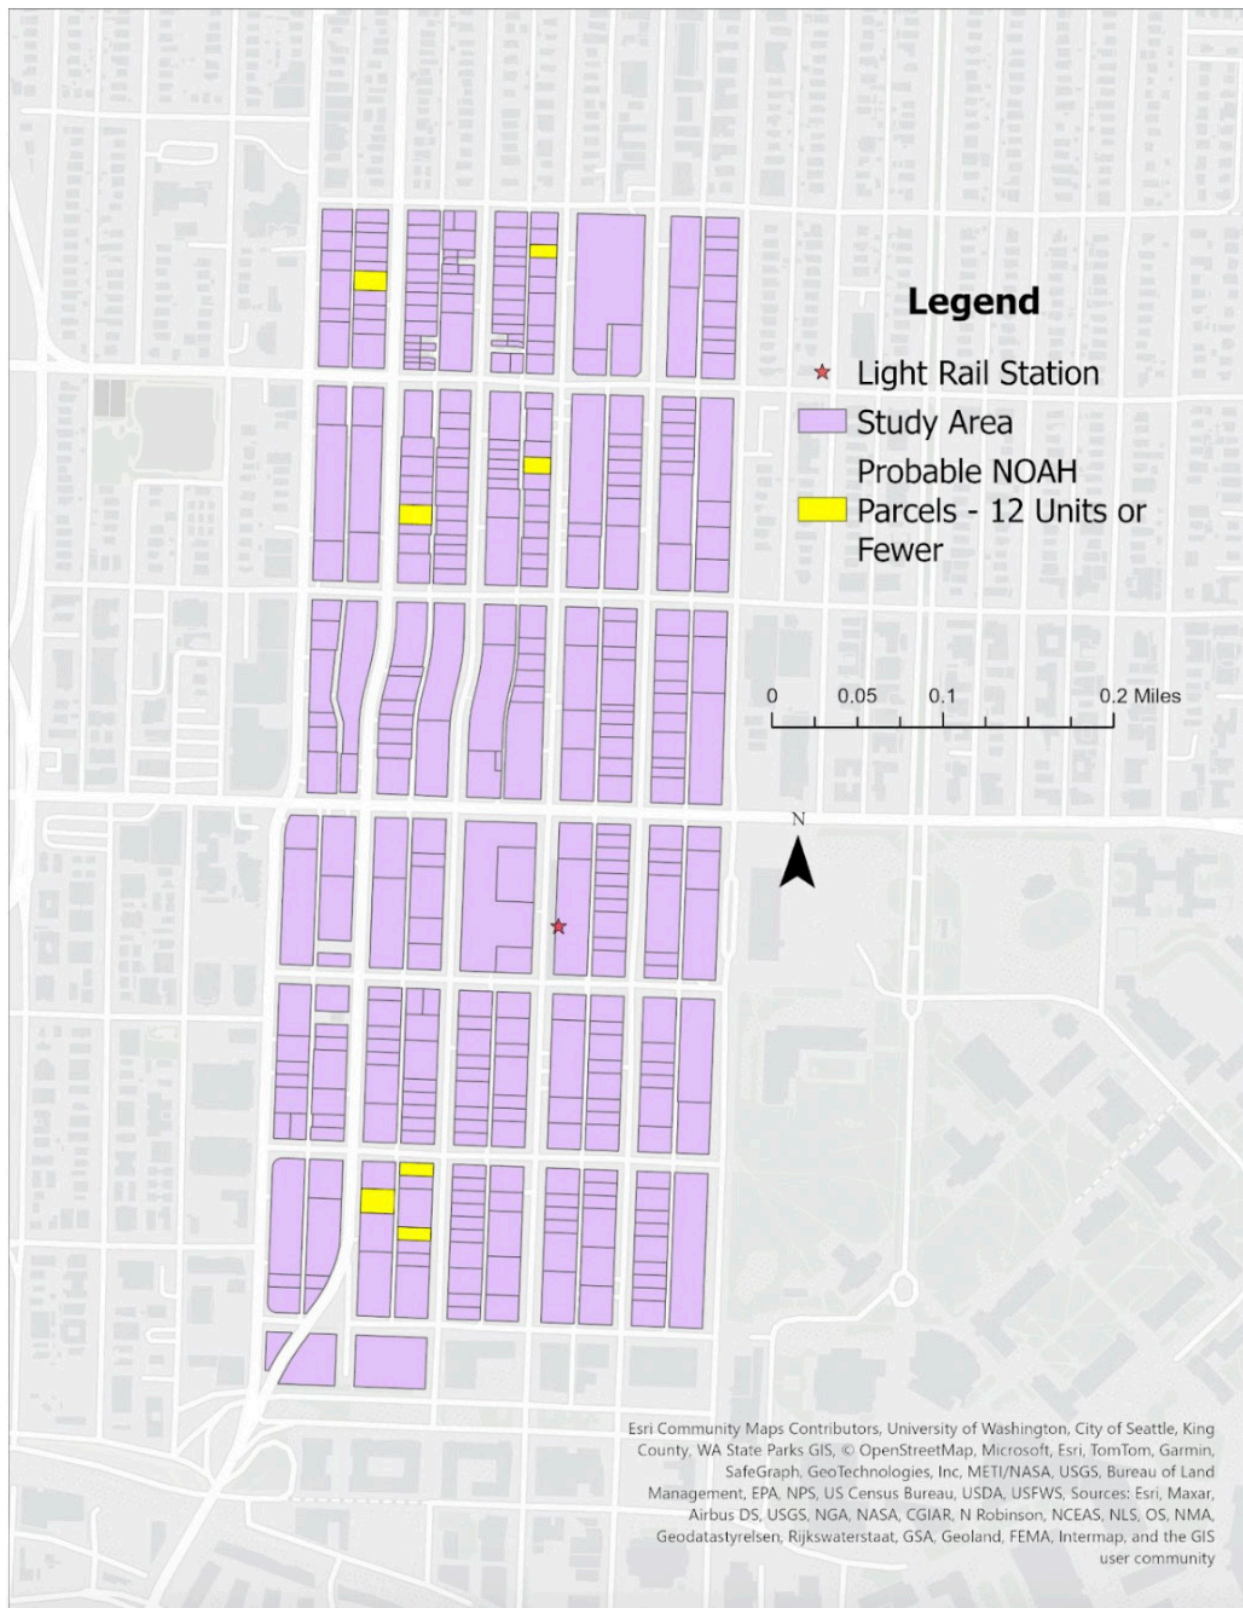 Legend
Light Rail Station
Study Area
Probable NOAH
Parcels - 12 Units or
Fewer
0 0.05 0.1 0.2 Miles
N
Esri Community Maps Contributors, University of Washington, City of Seattle, King
County, WA State Parks GIS, © OpenStreetMap, Microsoft, Esri, TomTom, Garmin,
SafeGraph, GeoTechnologies, Inc, METI/NASA, USGS, Bureau of Land
Management, EPA, NPS, US Census Bureau, USDA, USFWS, Sources: Esri, Maxar,
Airbus DS, USGS, NGA, NASA, CGIAR, N Robinson, NCEAS, NLS, OS, NMA,
Geodatastyrelsen, Rijkswaterstaat, GSA, Geoland, FEMA, Intermap, and the GIS
user community